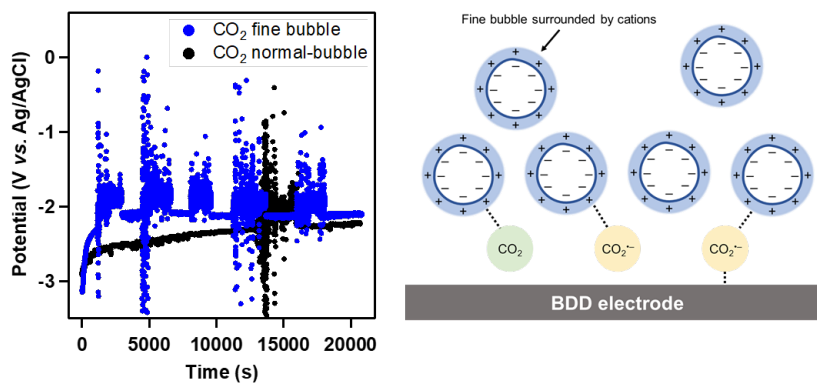 CO2 fine bubble
CO2 normal-bubble
Potential (V vs. Ag/AgCl)
0
-1
-2
-3
0 5000 10000 15000 20000
Time (s)
Fine bubble surrounded by cations
CO2
CO2•−
CO2•−
BDD electrode